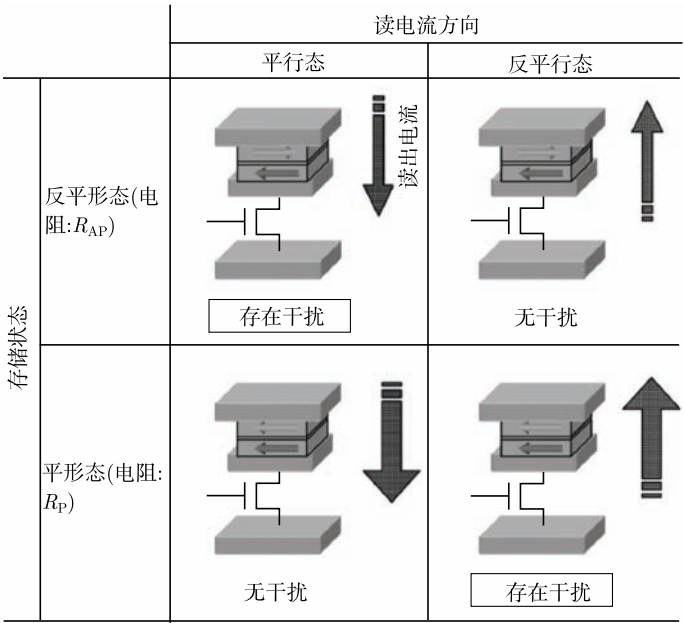 读电流方向
平行态
反平行态
存储状态
反平形态(电
阻:RAP)
读出电流
存在干扰
无干扰
平形态(电阻:
RP)
无干扰
存在干扰